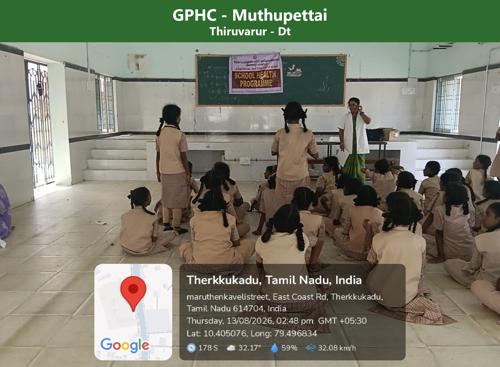 GPHC - Muthupettai
Thiruvarur - Dt
SCHOOL HEALTH
PROGRAMME
Therkkukadu, Tamil Nadu, India
maruthenkavelistreet, East Coast Rd, Therkkukadu,
Tamil Nadu 614704, India
Thursday, 13/08/2026, 02:48 pm GMT +05:30
Lat: 10.405076, Long: 79.496834
178 S 32.17° 59% 32.08 km/h
Google